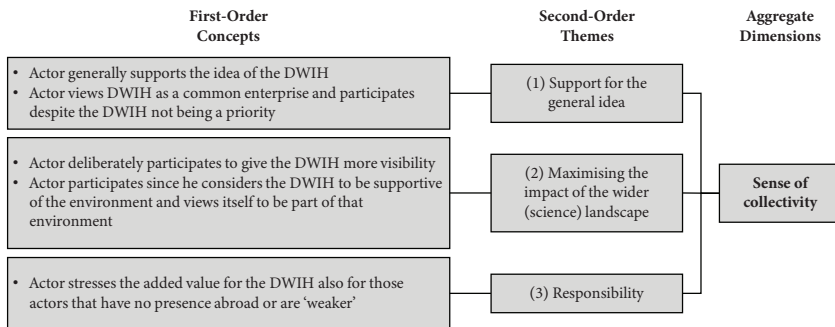 First-Order
Concepts
Second-Order
Themes
Aggregate
Dimensions
• Actor generally supports the idea of the DWIH
• Actor views DWIH as a common enterprise and participates
despite the DWIH not being a priority
(1) Support for the
general idea
• Actor deliberately participates to give the DWIH more visibility
• Actor participates since he considers the DWIH to be supportive
of the environment and views itself to be part of that
environment
(2) Maximising the
impact of the wider
(science) landscape
Sense of
collectivity
• Actor stresses the added value for the DWIH also for those
actors that have no presence abroad or are ‘weaker’
(3) Responsibility